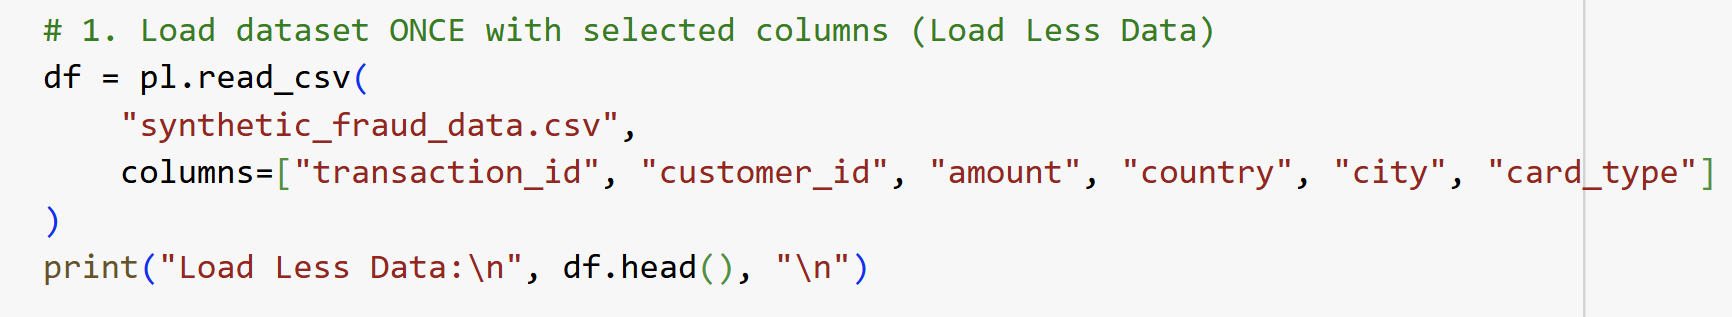 # 1. Load dataset ONCE with selected columns (Load Less Data)
df = pl.read_csv(
    "synthetic_fraud_data.csv",
    columns=["transaction_id", "customer_id", "amount", "country", "city", "card_type"]
)
print("Load Less Data:\n", df.head(), "\n")